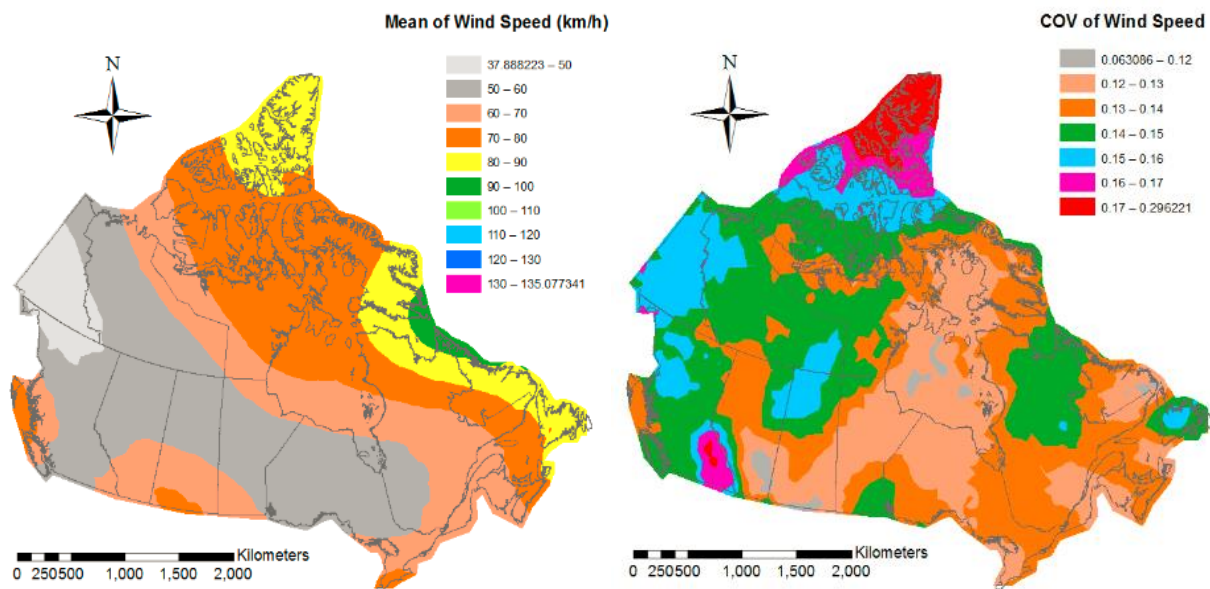 Mean of Wind Speed (km/h)
N
37.888223 – 50
50 – 60
60 – 70
70 – 80
80 – 90
90 – 100
100 – 110
110 – 120
120 – 130
130 – 135.077341
Kilometers
0 250500 1,000 1,500 2,000
COV of Wind Speed
N
0.063086 – 0.12
0.12 – 0.13
0.13 – 0.14
0.14 – 0.15
0.15 – 0.16
0.16 – 0.17
0.17 – 0.296221
Kilometers
0 250500 1,000 1,500 2,000